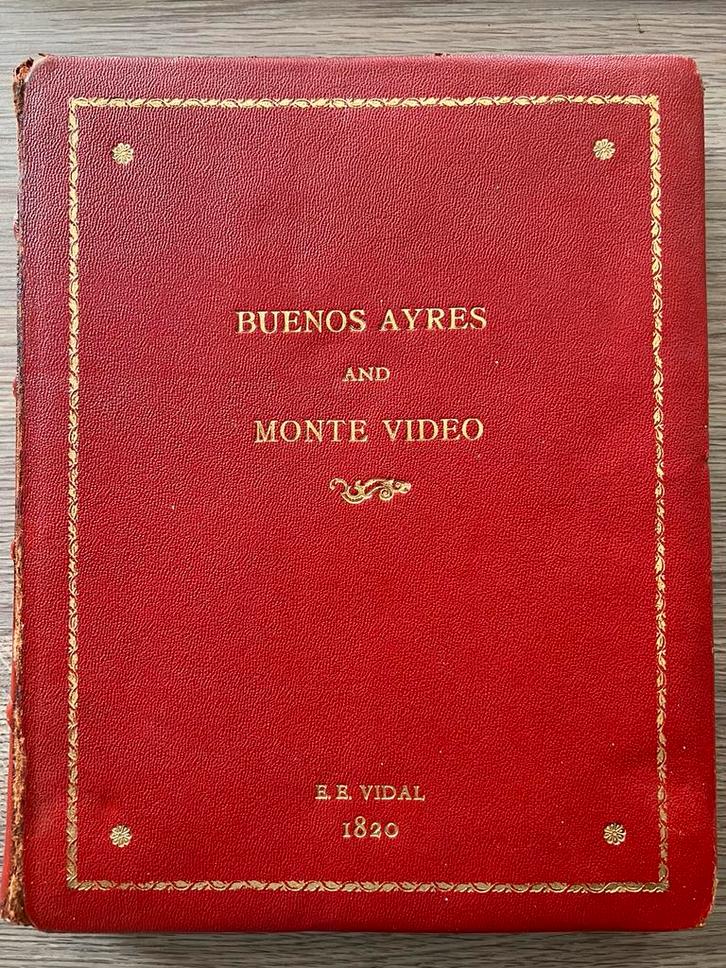 BUENOS AYRES
AND
MONTE VIDEO
E. E. VIDAL
1820